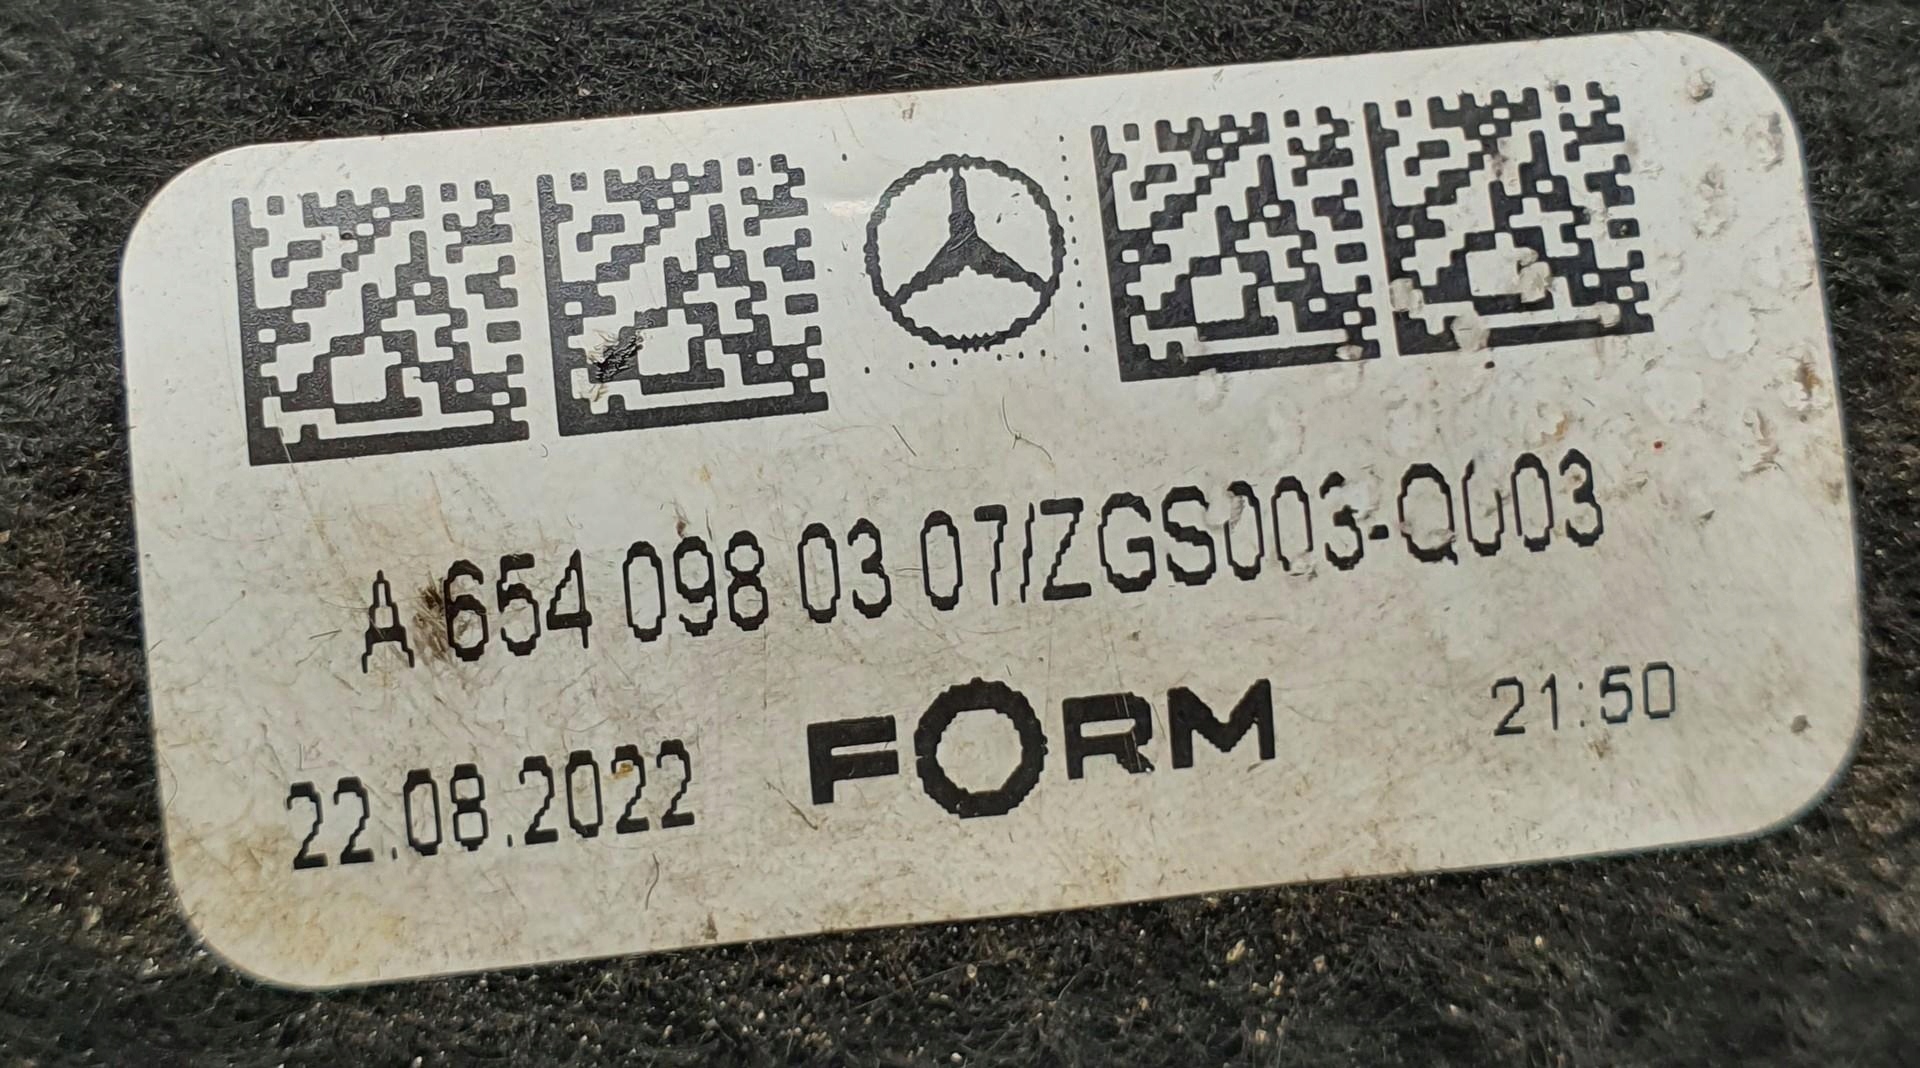 A 654 098 03 07/ZGS003-Q003
22.08.2022 FORM 21:50